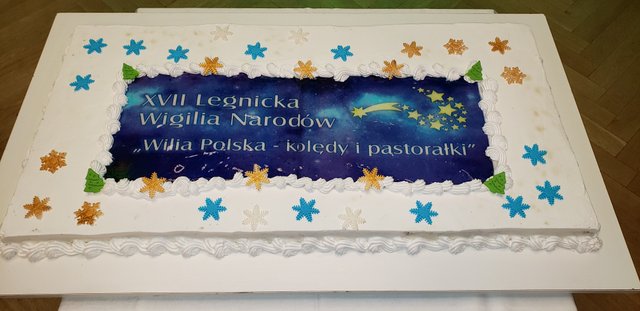 XVII Legnicka
Wigilia Narodów
„Wilia Polska - kolędy i pastorałki”